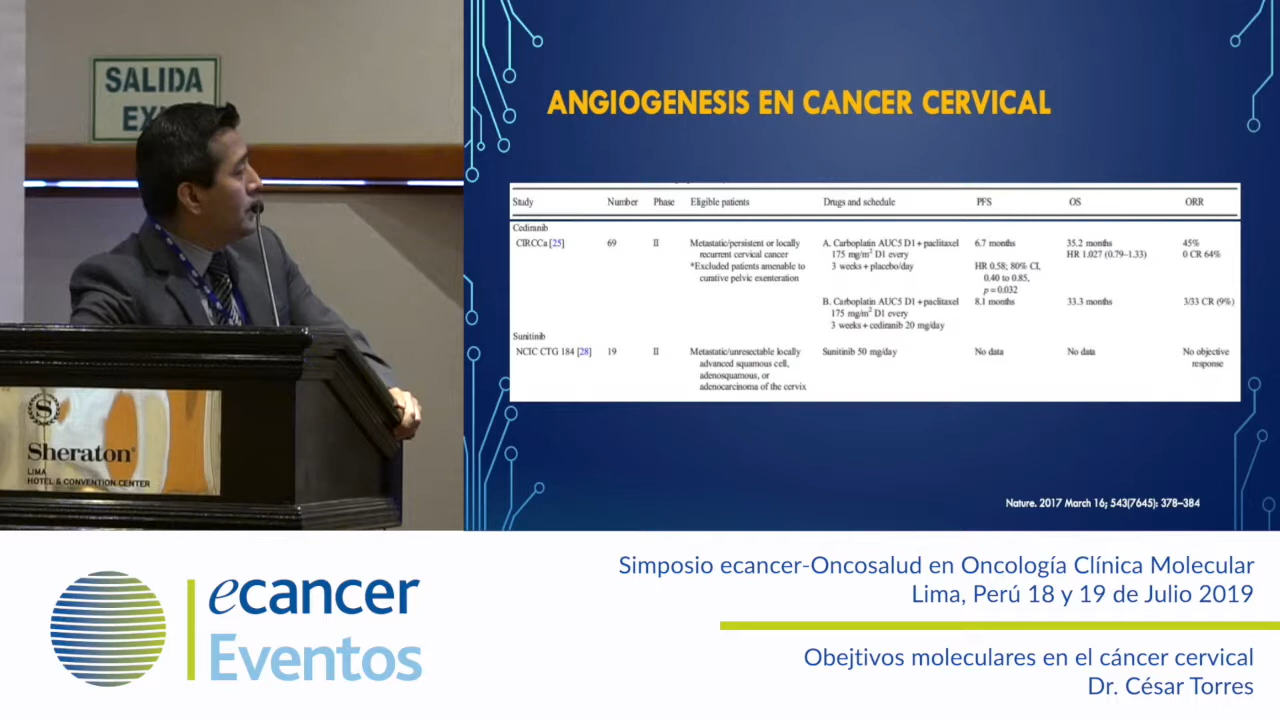 SALIDA
EX
Sheraton
LIMA
HOTEL & CONVENTION CENTER
ANGIOGENESIS EN CANCER CERVICAL
Study Number Phase Eligible patients Drugs and schedule PFS OS ORR
Cediranib
CIRCCa [25] 69 II Metastatic/persistent or locally A. Carboplatin AUC5 D1 + paclitaxel 6.7 months 35.2 months 45%
recurrent cervical cancer 175 mg/m² D1 every HR 1.027 (0.79–1.33) 0 CR 64%
*Excluded patients amenable to 3 weeks + placebo/day HR 0.58; 80% CI,
curative pelvic exenteration 0.40 to 0.85,
p = 0.032
B. Carboplatin AUC5 D1 + paclitaxel 8.1 months 33.3 months 3/33 CR (9%)
175 mg/m² D1 every
3 weeks + cediranib 20 mg/day
Sunitinib
NCIC CTG 184 [28] 19 II Metastatic/unresectable locally Sunitinib 50 mg/day No data No data No objective
advanced squamous cell, response
adenosquamous, or
adenocarcinoma of the cervix
Nature. 2017 March 16; 543(7645): 378–384
ecancer
Eventos
Simposio ecancer-Oncosalud en Oncología Clínica Molecular
Lima, Perú 18 y 19 de Julio 2019
Obejtivos moleculares en el cáncer cervical
Dr. César Torres